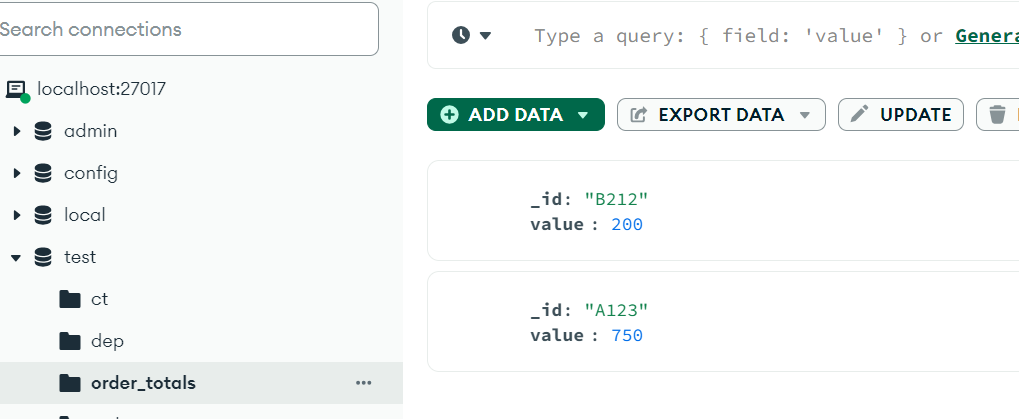 Search connections
localhost:27017
admin
config
local
test
ct
dep
order_totals
Type a query: { field: 'value' } or Genera
ADD DATA
EXPORT DATA
UPDATE
_id: "B212"
value : 200
_id: "A123"
value : 750